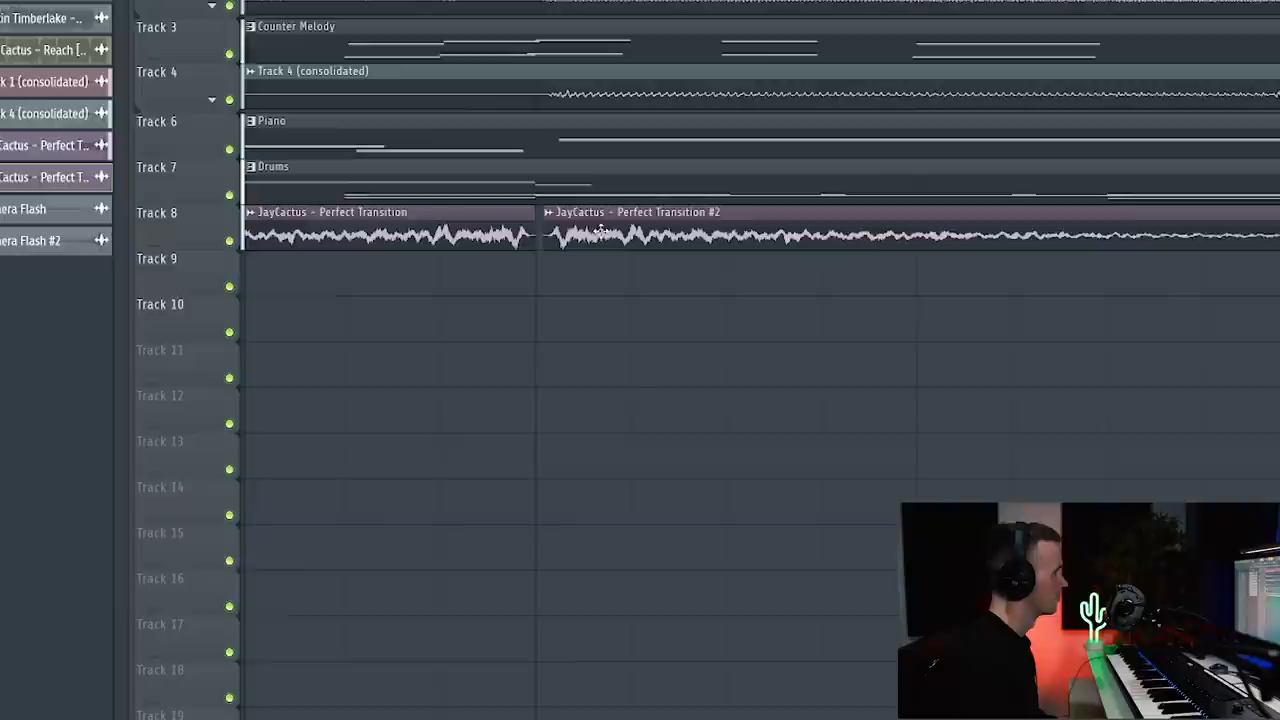 tin Timberlake -..
Cactus - Reach [..
k 1 (consolidated)
k 4 (consolidated)
Cactus - Perfect T..
Cactus - Perfect T..
era Flash
era Flash #2
Track 3
Counter Melody
Track 4
Track 4 (consolidated)
Track 6
Piano
Track 7
Drums
Track 8
JayCactus - Perfect Transition
JayCactus - Perfect Transition #2
Track 9
Track 10
Track 11
Track 12
Track 13
Track 14
Track 15
Track 16
Track 17
Track 18
Track 19